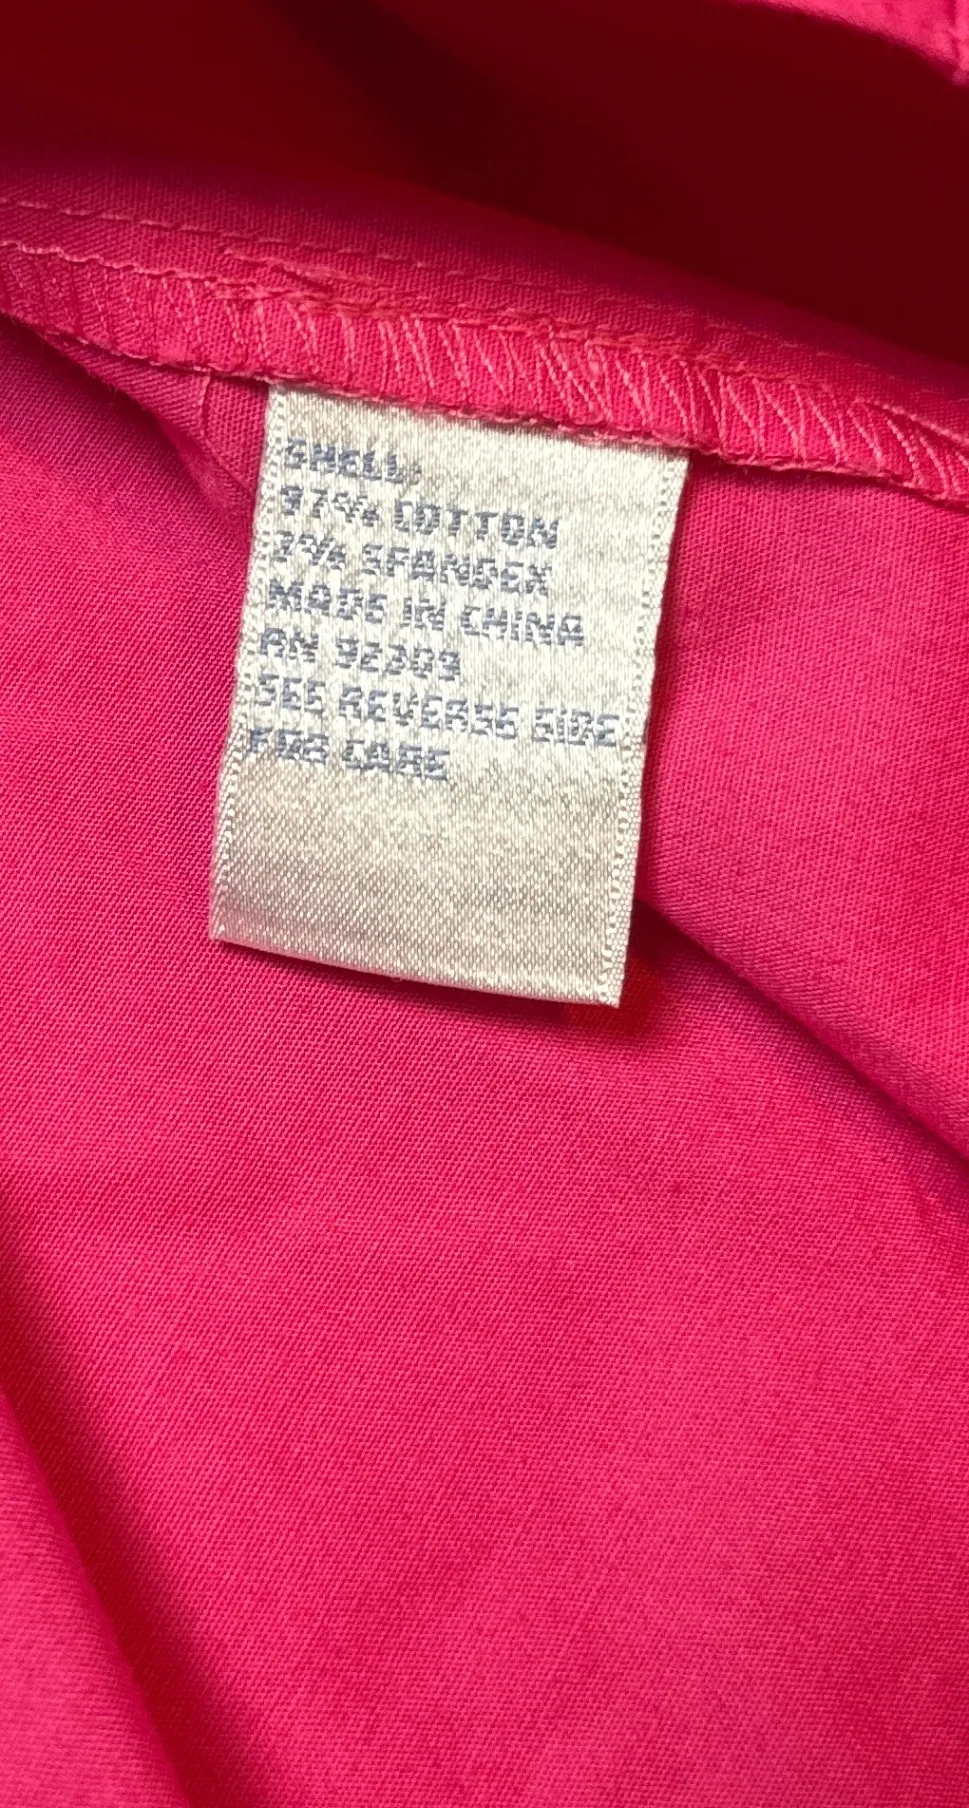 SHELL:
97% COTTON
3% SPANDEX
MADE IN CHINA
RN 92309
SEE REVERSE SIDE
FOR CARE